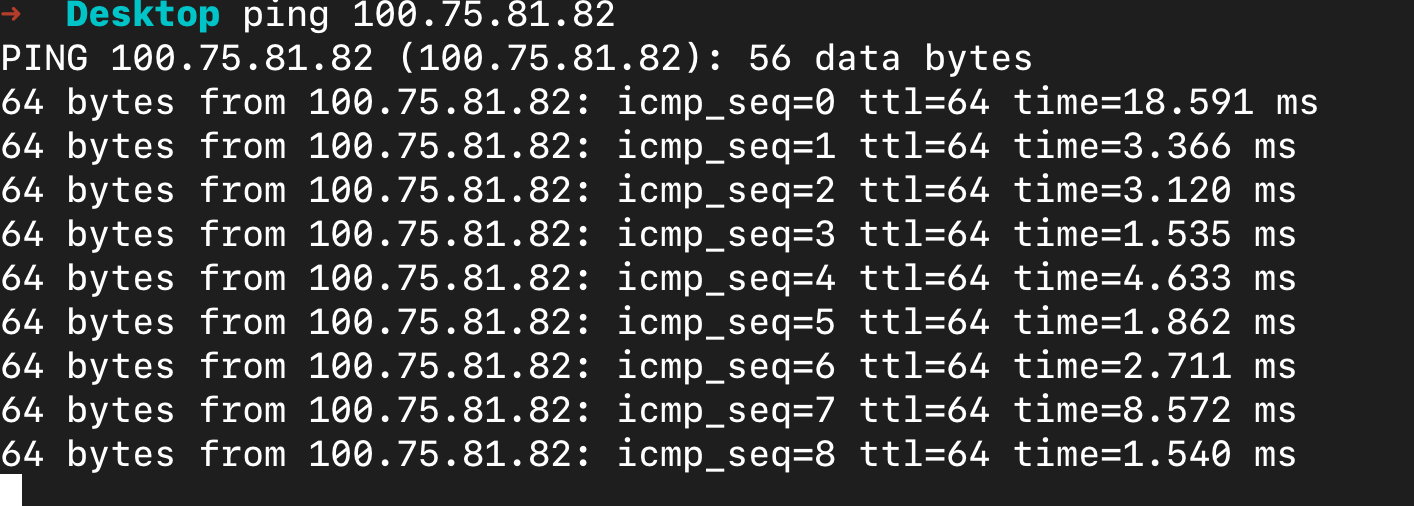 →  Desktop ping 100.75.81.82
PING 100.75.81.82 (100.75.81.82): 56 data bytes
64 bytes from 100.75.81.82: icmp_seq=0 ttl=64 time=18.591 ms
64 bytes from 100.75.81.82: icmp_seq=1 ttl=64 time=3.366 ms
64 bytes from 100.75.81.82: icmp_seq=2 ttl=64 time=3.120 ms
64 bytes from 100.75.81.82: icmp_seq=3 ttl=64 time=1.535 ms
64 bytes from 100.75.81.82: icmp_seq=4 ttl=64 time=4.633 ms
64 bytes from 100.75.81.82: icmp_seq=5 ttl=64 time=1.862 ms
64 bytes from 100.75.81.82: icmp_seq=6 ttl=64 time=2.711 ms
64 bytes from 100.75.81.82: icmp_seq=7 ttl=64 time=8.572 ms
64 bytes from 100.75.81.82: icmp_seq=8 ttl=64 time=1.540 ms